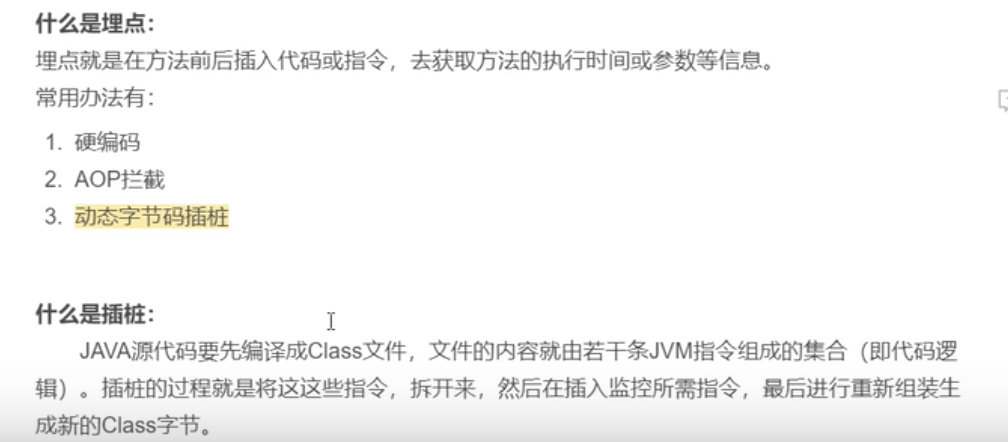 什么是埋点：
埋点就是在方法前后插入代码或指令，去获取方法的执行时间或参数等信息。
常用办法有：
1. 硬编码
2. AOP拦截
3. 动态字节码插桩
什么是插桩：
JAVA源代码要先编译成Class文件，文件的内容就由若干条JVM指令组成的集合（即代码逻
辑）。插桩的过程就是将这这些指令，拆开来，然后在插入监控所需指令，最后进行重新组装生
成新的Class字节。